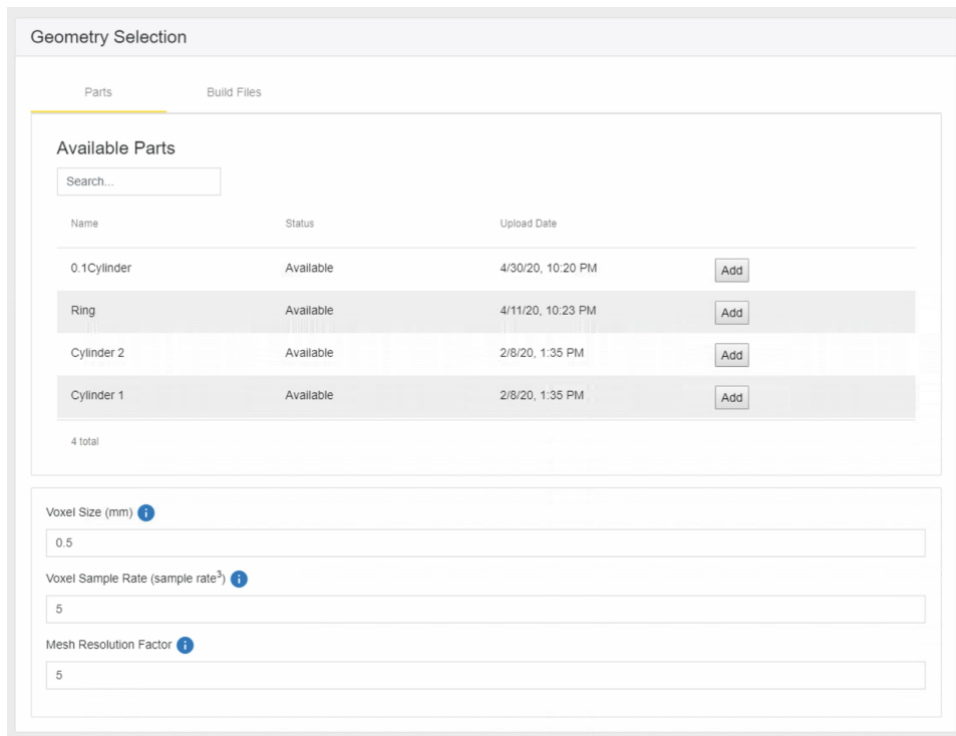 Geometry Selection
Parts Build Files
Available Parts
Search...
Name Status Upload Date
0.1Cylinder Available 4/30/20, 10:20 PM Add
Ring Available 4/11/20, 10:23 PM Add
Cylinder 2 Available 2/8/20, 1:35 PM Add
Cylinder 1 Available 2/8/20, 1:35 PM Add
4 total
Voxel Size (mm) i
0.5
Voxel Sample Rate (sample rate³) i
5
Mesh Resolution Factor i
5